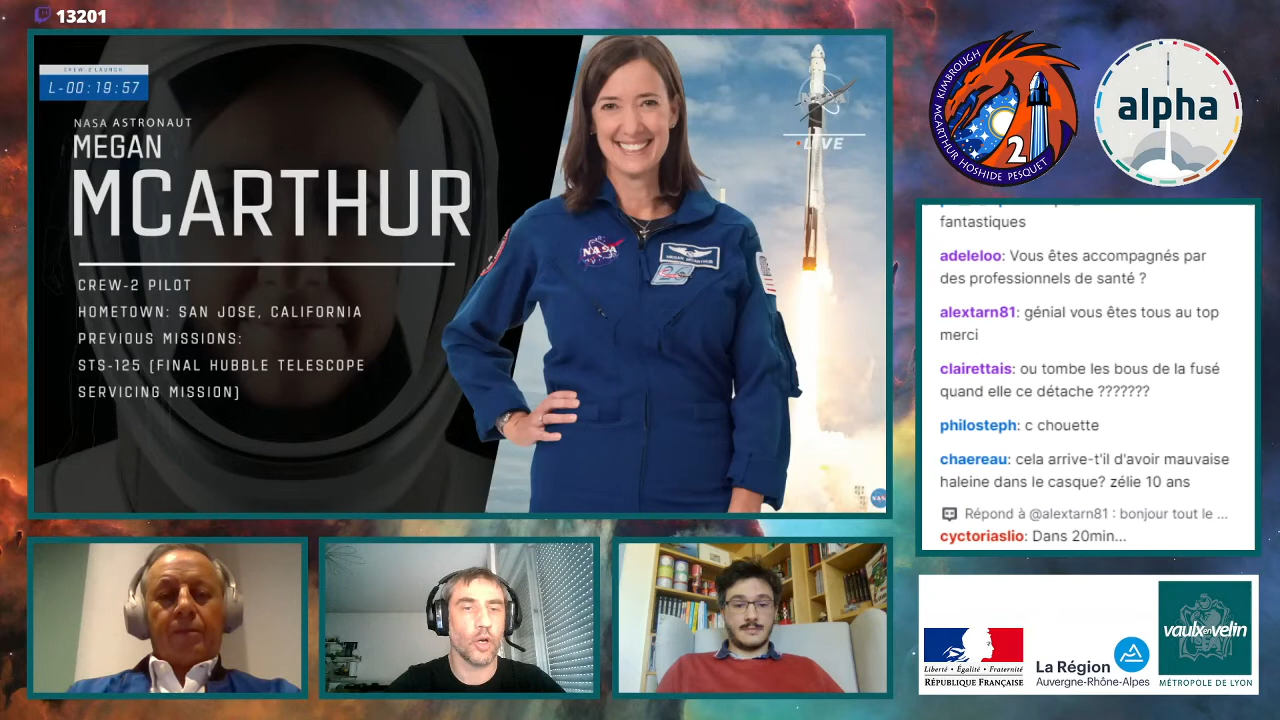 13201
CREW-2 LAUNCH
L-00:19:57
NASA ASTRONAUT
MEGAN
MCARTHUR
CREW-2 PILOT
HOMETOWN: SAN JOSE, CALIFORNIA
PREVIOUS MISSIONS:
STS-125 [FINAL HUBBLE TELESCOPE
SERVICING MISSION]
NASA
MEGAN MCARTHUR
NASA
LIVE
NASA
MCARTHUR KIMBROUGH
HOSHIDE PESQUET
2
alpha
fantastiques
adeleloo: Vous êtes accompagnés par
des professionnels de santé ?
alextarn81: génial vous êtes tous au top
merci
clairettais: ou tombe les bous de la fusé
quand elle ce détache ???????
philosteph: c chouette
chaereau: cela arrive-t'il d'avoir mauvaise
haleine dans le casque? zélie 10 ans
Répond à @alextarn81 : bonjour tout le ...
cyctoriaslio: Dans 20min...
Liberté • Égalité • Fraternité
RÉPUBLIQUE FRANÇAISE
La Région
Auvergne-Rhône-Alpes
vaulx en velin
MÉTROPOLE DE LYON